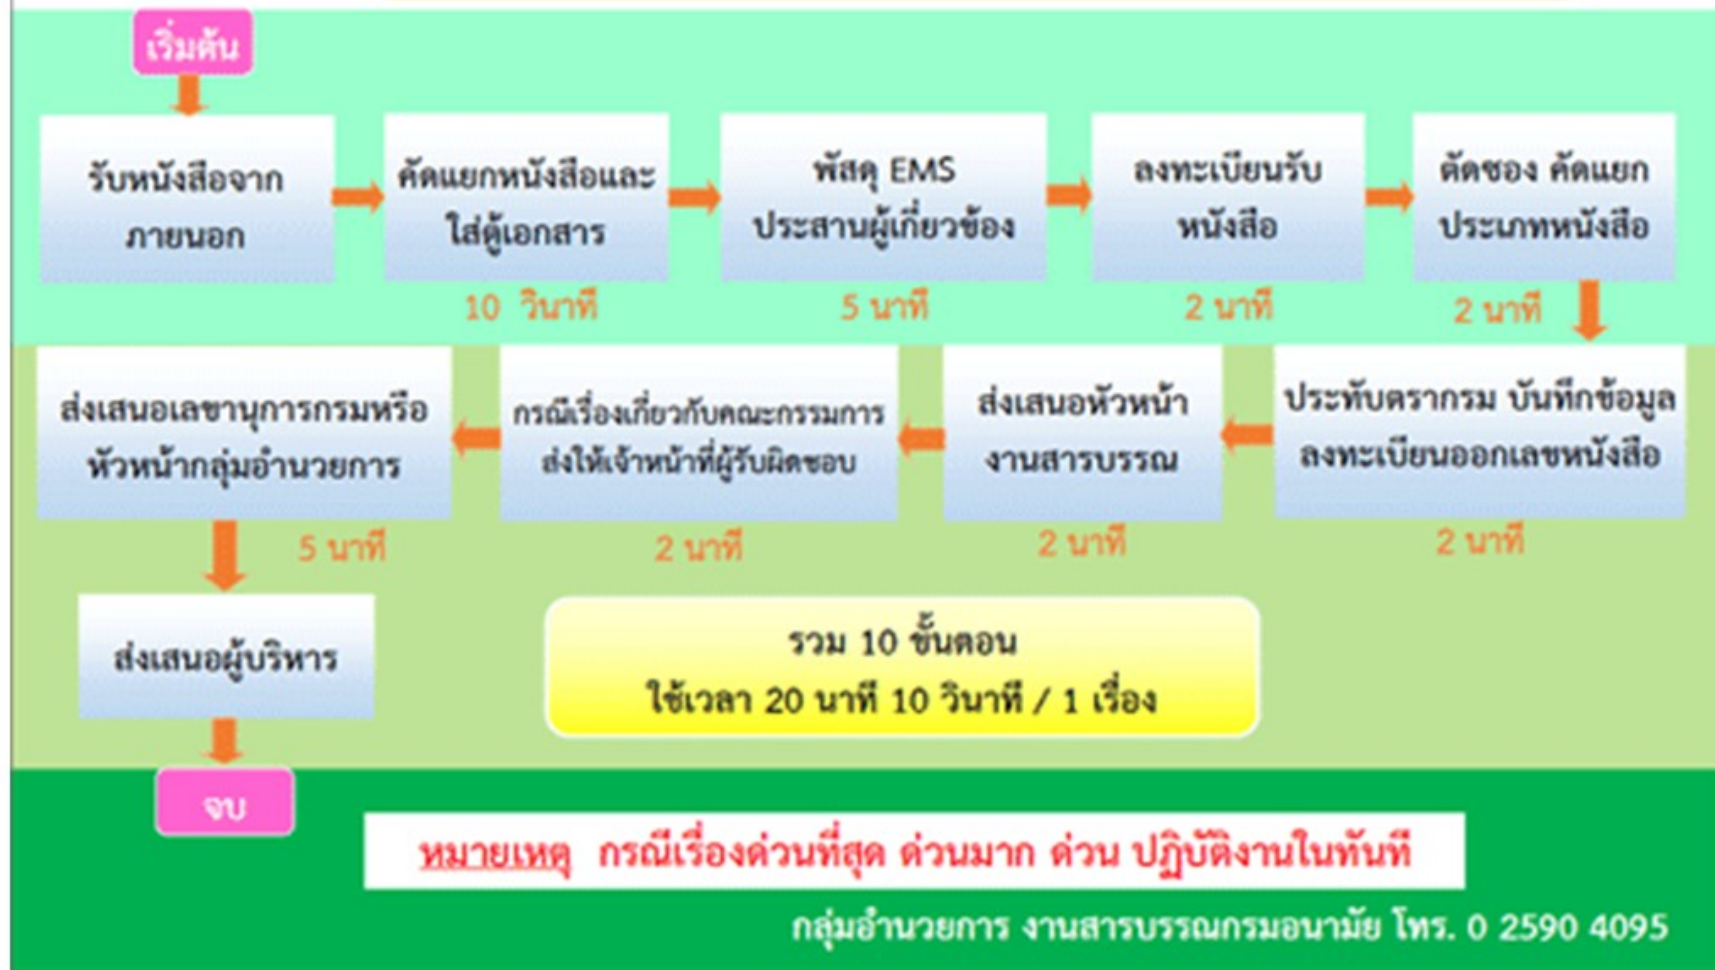 เริ่มต้น
รับหนังสือจาก
ภายนอก
คัดแยกหนังสือและ
ใส่ตู้เอกสาร
10 วินาที
พัสดุ EMS
ประสานผู้เกี่ยวข้อง
5 นาที
ลงทะเบียนรับ
หนังสือ
2 นาที
ตัดซอง คัดแยก
ประเภทหนังสือ
2 นาที
ประทับตรากรม บันทึกข้อมูล
ลงทะเบียนออกเลขหนังสือ
2 นาที
ส่งเสนอหัวหน้า
งานสารบรรณ
2 นาที
กรณีเรื่องเกี่ยวกับคณะกรรมการ
ส่งให้เจ้าหน้าที่ผู้รับผิดชอบ
2 นาที
ส่งเสนอเลขานุการกรมหรือ
หัวหน้ากลุ่มอำนวยการ
5 นาที
ส่งเสนอผู้บริหาร
รวม 10 ขั้นตอน
ใช้เวลา 20 นาที 10 วินาที / 1 เรื่อง
จบ
หมายเหตุ กรณีเรื่องด่วนที่สุด ด่วนมาก ด่วน ปฏิบัติงานในทันที
กลุ่มอำนวยการ งานสารบรรณกรมอนามัย โทร. 0 2590 4095